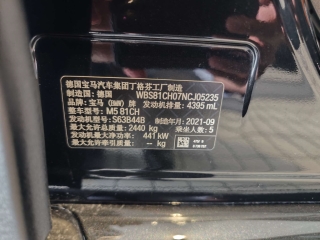 德国宝马汽车集团丁格芬工厂制造
制造国：德国 WBS81CH07NCJ05235
品牌：宝马 (BMW) 牌 发动机排量：4395 mL
整车型号：M5 81CH
发动机型号：S63B44B 制造年月：2021-09
最大允许总质量：2440 kg 乘坐人数：5
发动机最大净功率：441 kW
最大允许牵引质量：-- kg